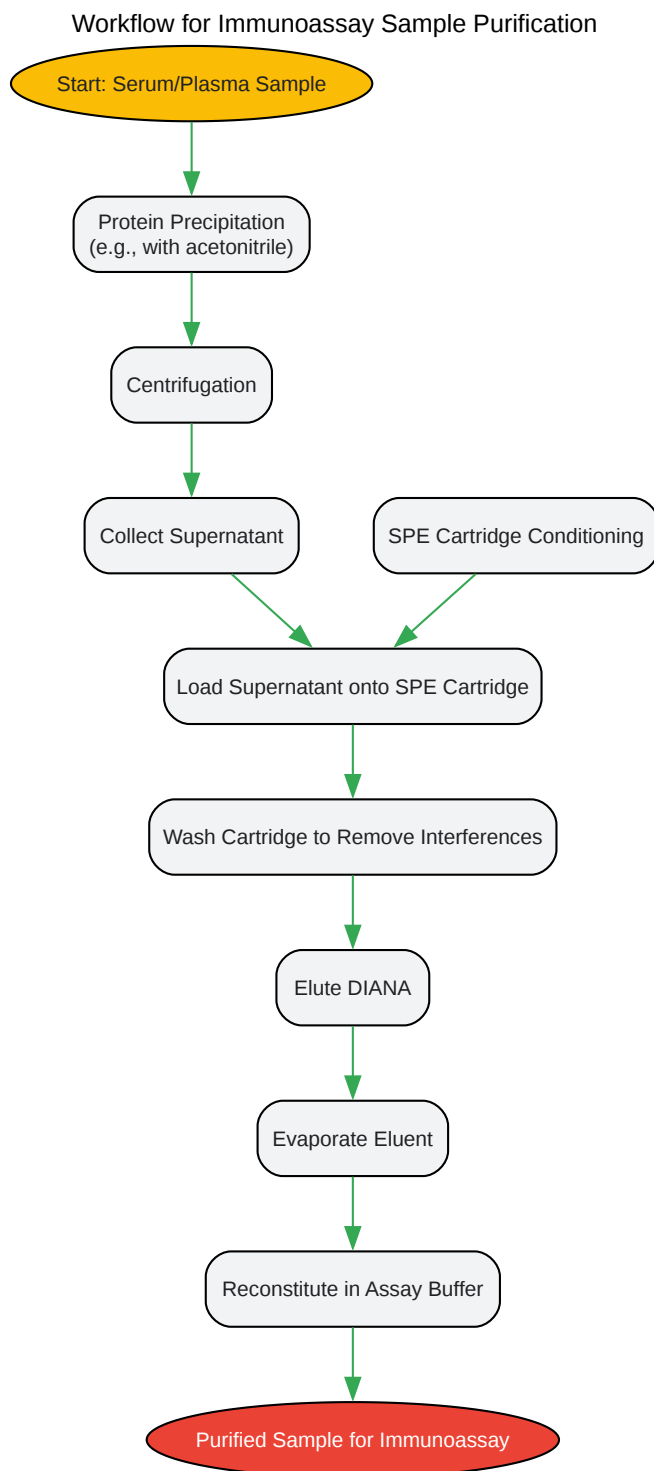 Workflow for Immunoassay Sample Purification
Start: Serum/Plasma Sample
Protein Precipitation
(e.g., with acetonitrile)
Centrifugation
Collect Supernatant
SPE Cartridge Conditioning
Load Supernatant onto SPE Cartridge
Wash Cartridge to Remove Interferences
Elute DIANA
Evaporate Eluent
Reconstitute in Assay Buffer
Purified Sample for Immunoassay